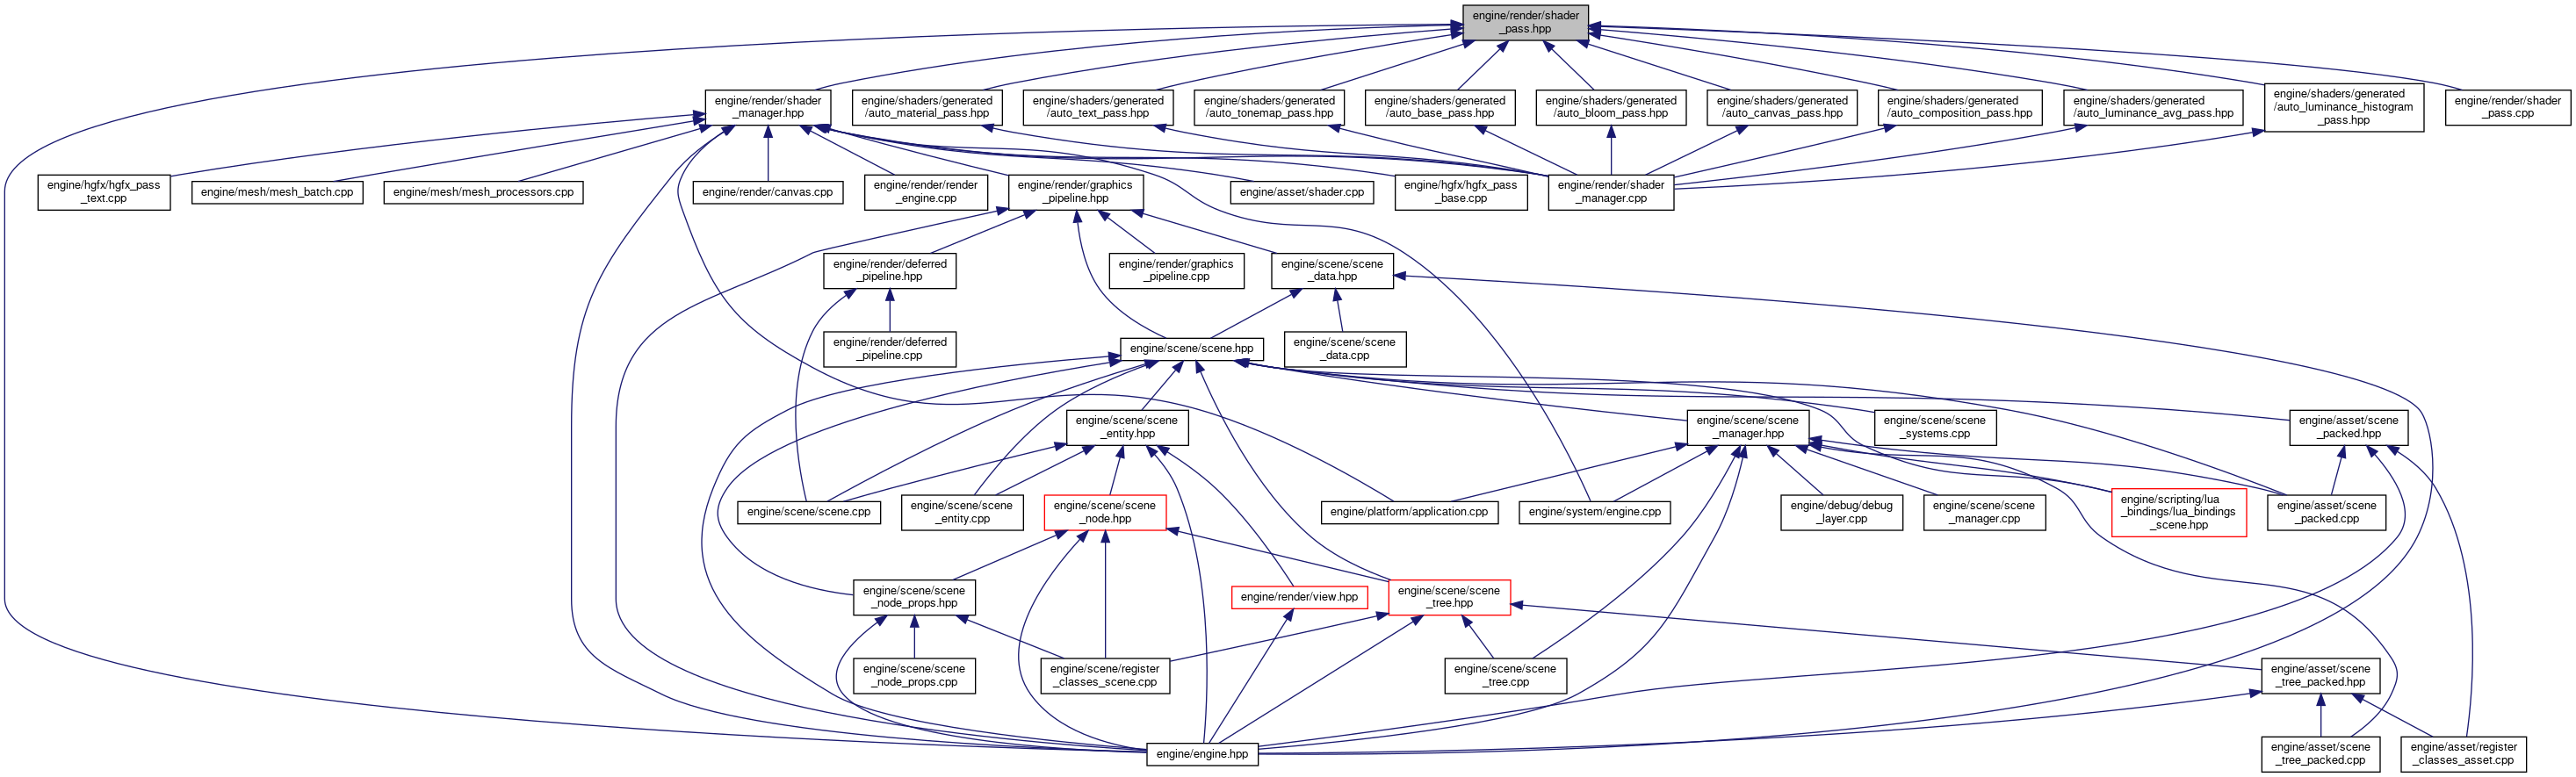 engine/render/shader
_pass.hpp
engine/render/shader
_manager.hpp
engine/shaders/generated
/auto_material_pass.hpp
engine/shaders/generated
/auto_text_pass.hpp
engine/shaders/generated
/auto_tonemap_pass.hpp
engine/shaders/generated
/auto_base_pass.hpp
engine/shaders/generated
/auto_bloom_pass.hpp
engine/shaders/generated
/auto_canvas_pass.hpp
engine/shaders/generated
/auto_composition_pass.hpp
engine/shaders/generated
/auto_luminance_avg_pass.hpp
engine/shaders/generated
/auto_luminance_histogram
_pass.hpp
engine/render/shader
_pass.cpp
engine/hgfx/hgfx_pass
_text.cpp
engine/mesh/mesh_batch.cpp
engine/mesh/mesh_processors.cpp
engine/render/canvas.cpp
engine/render/render
_engine.cpp
engine/render/graphics
_pipeline.hpp
engine/asset/shader.cpp
engine/hgfx/hgfx_pass
_base.cpp
engine/render/shader
_manager.cpp
engine/render/deferred
_pipeline.hpp
engine/render/graphics
_pipeline.cpp
engine/scene/scene
_data.hpp
engine/render/deferred
_pipeline.cpp
engine/scene/scene.hpp
engine/scene/scene
_data.cpp
engine/scene/scene
_entity.hpp
engine/scene/scene
_manager.hpp
engine/scene/scene
_systems.cpp
engine/asset/scene
_packed.hpp
engine/scene/scene.cpp
engine/scene/scene
_entity.cpp
engine/scene/scene
_node.hpp
engine/platform/application.cpp
engine/system/engine.cpp
engine/debug/debug
_layer.cpp
engine/scene/scene
_manager.cpp
engine/scripting/lua
_bindings/lua_bindings
_scene.hpp
engine/asset/scene
_packed.cpp
engine/scene/scene
_node_props.hpp
engine/render/view.hpp
engine/scene/scene
_tree.hpp
engine/scene/scene
_node_props.cpp
engine/scene/register
_classes_scene.cpp
engine/scene/scene
_tree.cpp
engine/asset/scene
_tree_packed.hpp
engine/engine.hpp
engine/asset/scene
_tree_packed.cpp
engine/asset/register
_classes_asset.cpp